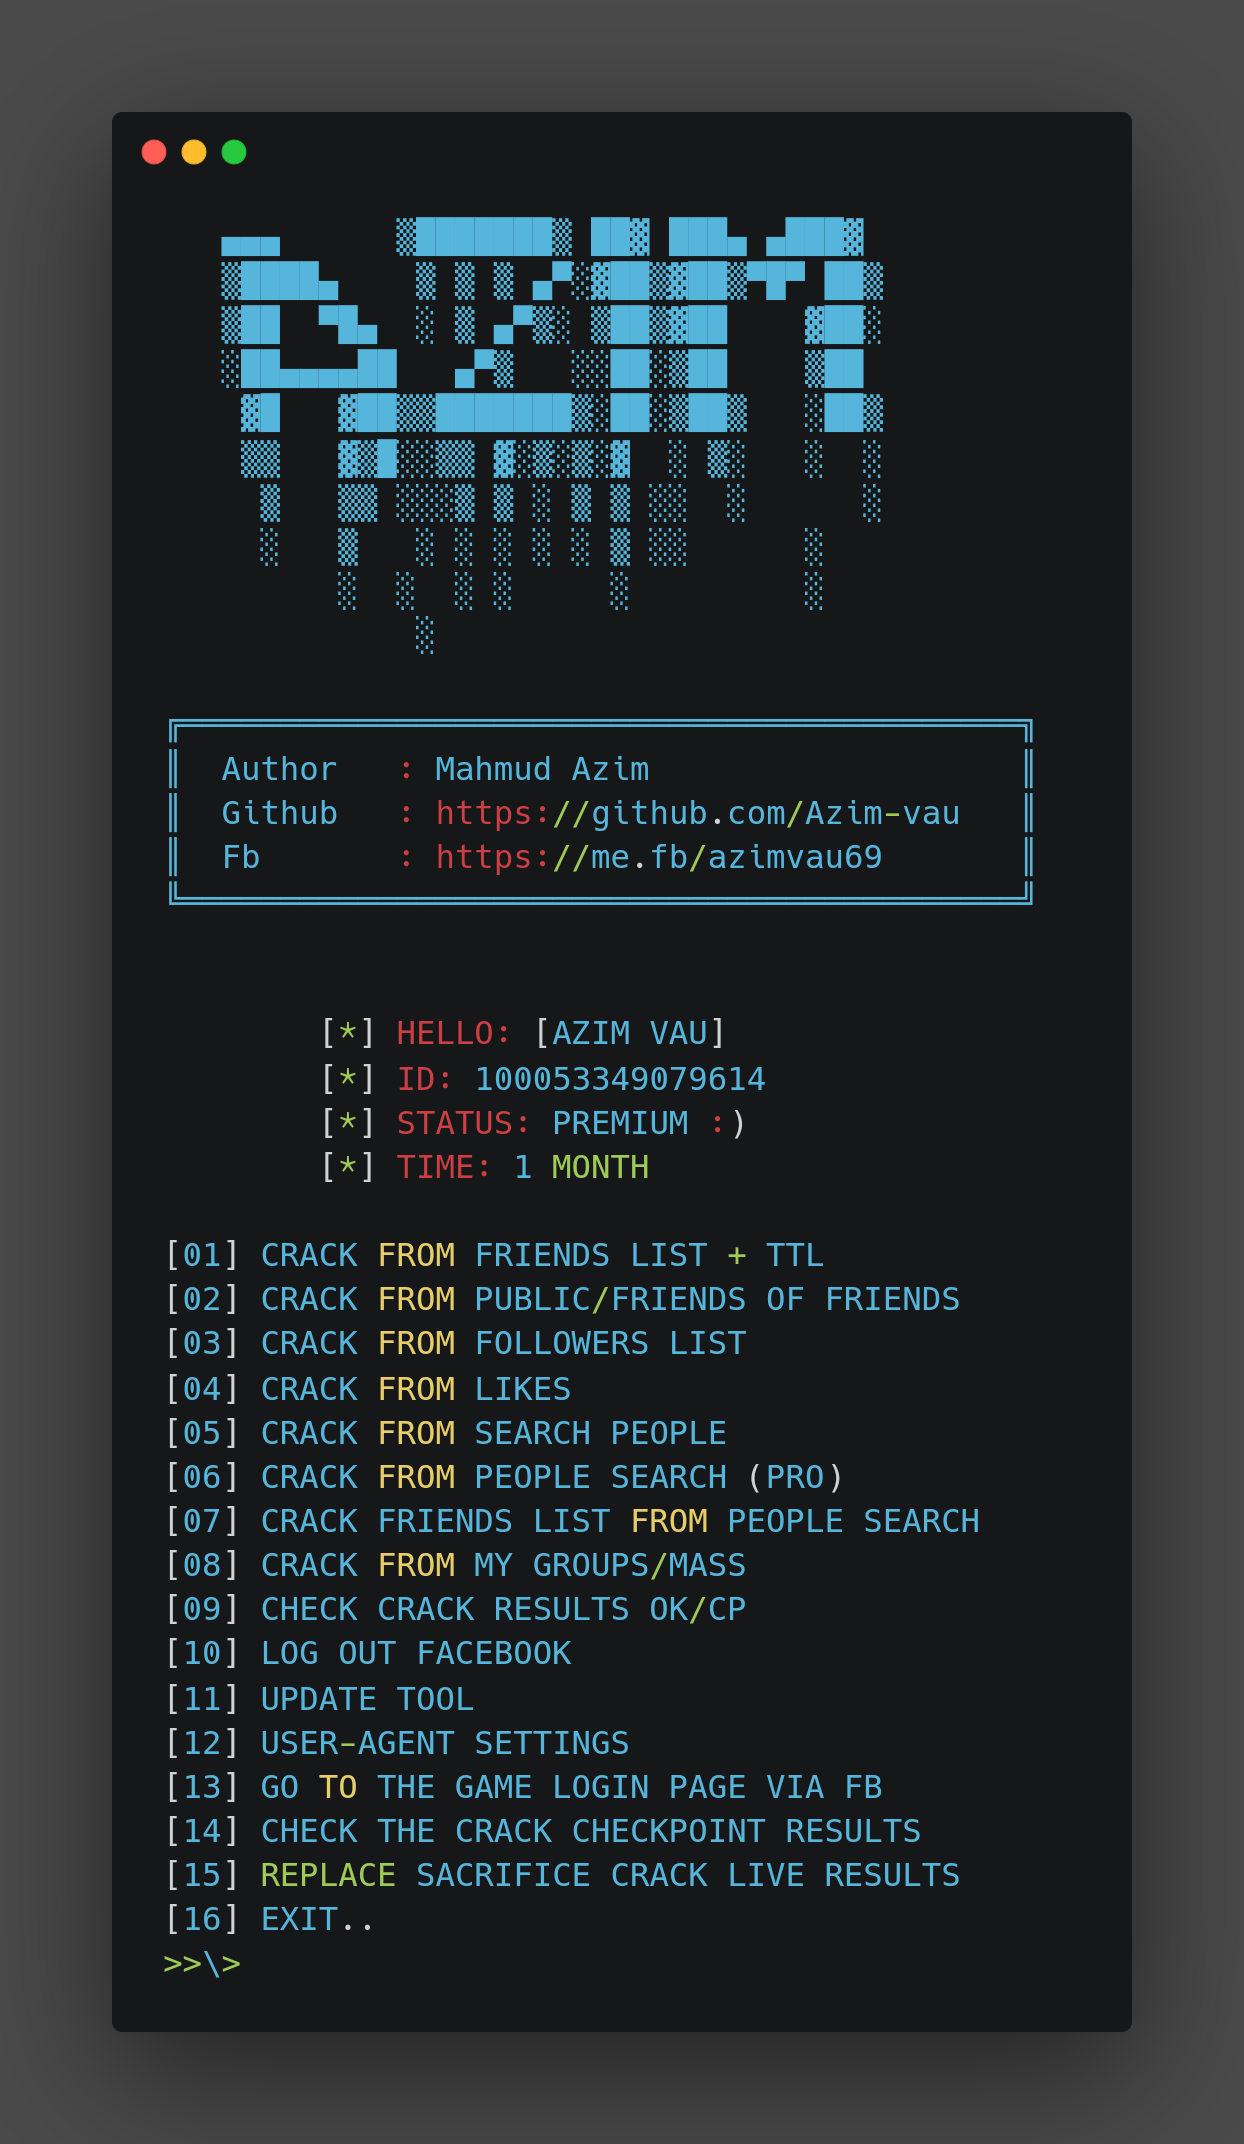 Author : Mahmud Azim
Github : https://github.com/Azim-vau
Fb : https://me.fb/azimvau69
[*] HELLO: [AZIM VAU]
[*] ID: 100053349079614
[*] STATUS: PREMIUM :)
[*] TIME: 1 MONTH
[01] CRACK FROM FRIENDS LIST + TTL
[02] CRACK FROM PUBLIC/FRIENDS OF FRIENDS
[03] CRACK FROM FOLLOWERS LIST
[04] CRACK FROM LIKES
[05] CRACK FROM SEARCH PEOPLE
[06] CRACK FROM PEOPLE SEARCH (PRO)
[07] CRACK FRIENDS LIST FROM PEOPLE SEARCH
[08] CRACK FROM MY GROUPS/MASS
[09] CHECK CRACK RESULTS OK/CP
[10] LOG OUT FACEBOOK
[11] UPDATE TOOL
[12] USER-AGENT SETTINGS
[13] GO TO THE GAME LOGIN PAGE VIA FB
[14] CHECK THE CRACK CHECKPOINT RESULTS
[15] REPLACE SACRIFICE CRACK LIVE RESULTS
[16] EXIT..
>>\>